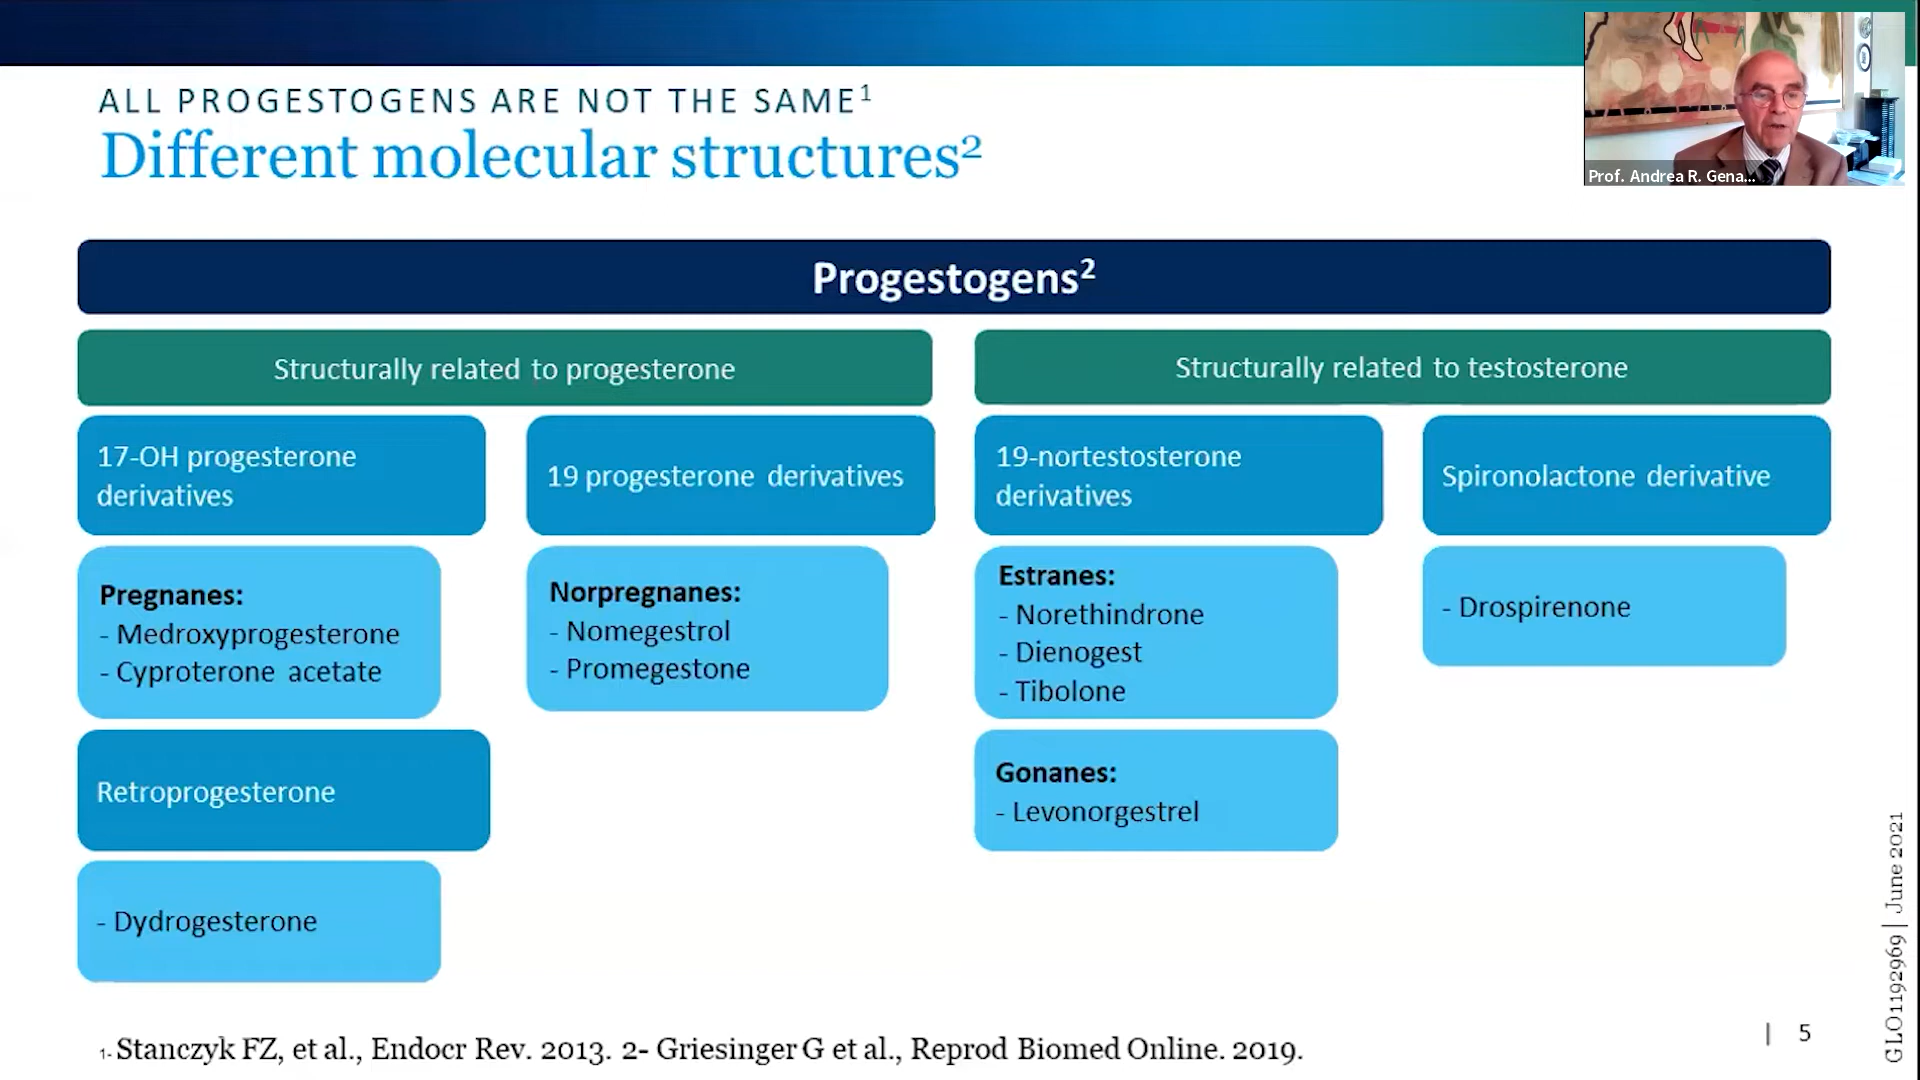 ALL PROGESTOGENS ARE NOT THE SAME¹
Different molecular structures²
Prof. Andrea R. Gena...
Progestogens²
Structurally related to progesterone
Structurally related to testosterone
17-OH progesterone
derivatives
19 progesterone derivatives
19-nortestosterone
derivatives
Spironolactone derivative
Pregnanes:
- Medroxyprogesterone
- Cyproterone acetate
Norpregnanes:
- Nomegestrol
- Promegestone
Estranes:
- Norethindrone
- Dienogest
- Tibolone
- Drospirenone
Retroprogesterone
Gonanes:
- Levonorgestrel
- Dydrogesterone
1- Stanczyk FZ, et al., Endocr Rev. 2013. 2- Griesinger G et al., Reprod Biomed Online. 2019.
| 5
GLO1192969 | June 2021